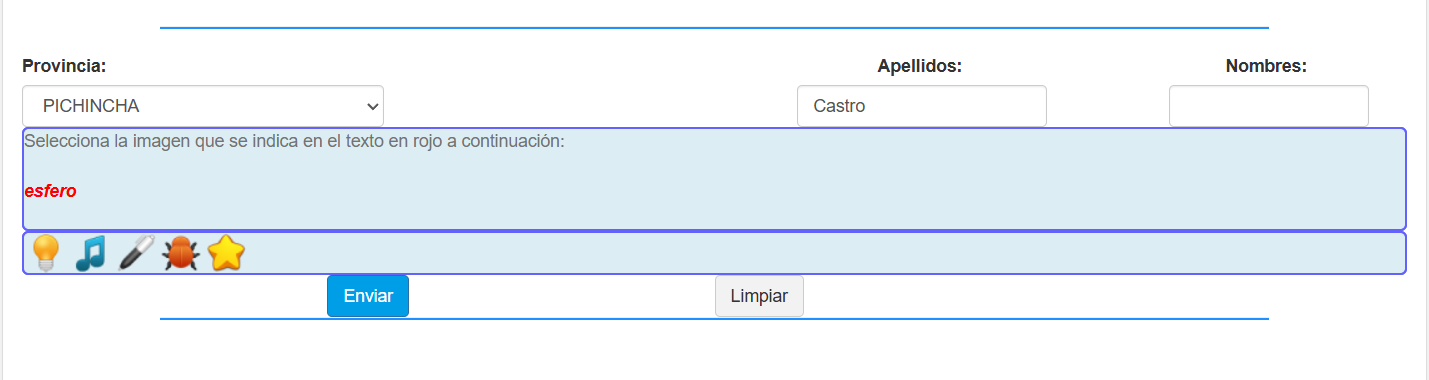 Provincia: Apellidos: Nombres:
PICHINCHA Castro
Selecciona la imagen que se indica en el texto en rojo a continuación:
esfero
Enviar Limpiar